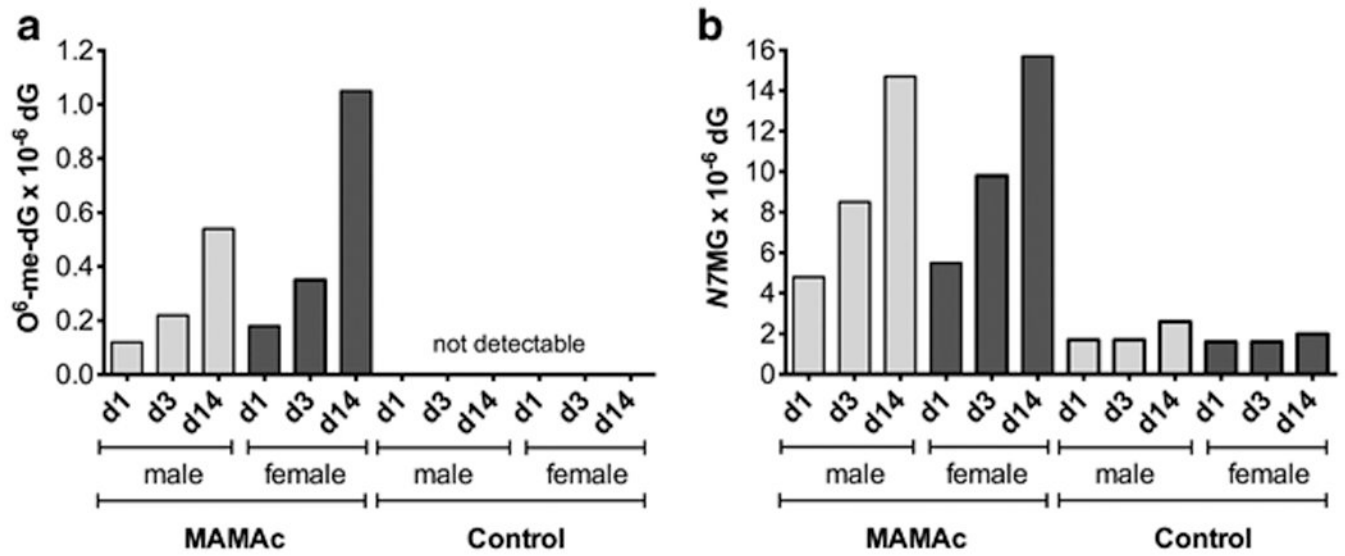 a
O⁶-me-dG x 10⁻⁶ dG
1.2
1.0
0.8
0.6
0.4
0.2
0.0
not detectable
d1 d3 d14 d1 d3 d14 d1 d3 d14 d1 d3 d14
male female male female
MAMAc Control
b
N7MG x 10⁻⁶ dG
16
14
12
10
8
6
4
2
0
d1 d3 d14 d1 d3 d14 d1 d3 d14 d1 d3 d14
male female male female
MAMAc Control